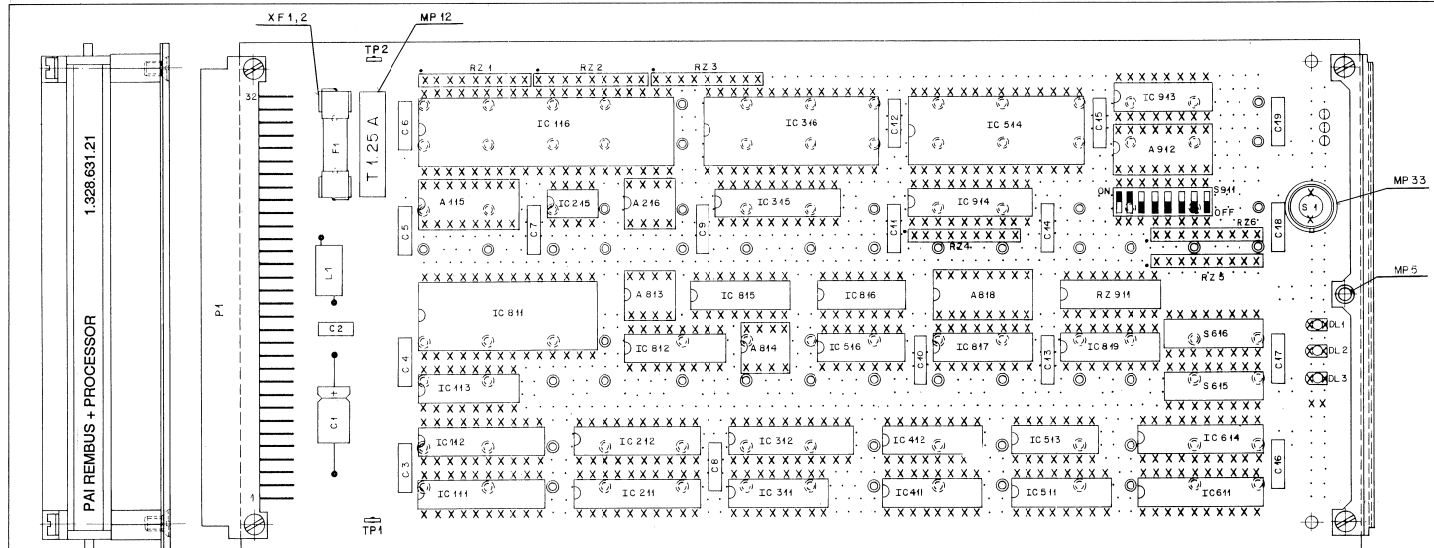 XF1,2
MP12
TP2
RZ1
RZ2
RZ3
32
C6
IC116
IC316
C12
IC514
C15
IC913
C19
F1
T 1.25 A
A912
PAI REMBUS + PROCESSOR 1.328.631.21
A115
IC215
A216
IC315
IC914
ON
S911
OFF
MP33
S1
C5
C7
C9
C11
RZ4
C14
RZ6
C18
RZ5
MP5
L1
P1
A813
IC815
IC816
A818
RZ911
IC811
C2
DL1
S616
IC812
A814
IC516
IC817
IC819
DL2
C4
C10
C13
C17
IC113
S615
DL3
+
C1
IC112
IC212
IC312
IC412
IC513
IC614
C3
C8
C16
IC111
IC211
IC311
IC411
IC511
IC611
1
TP1